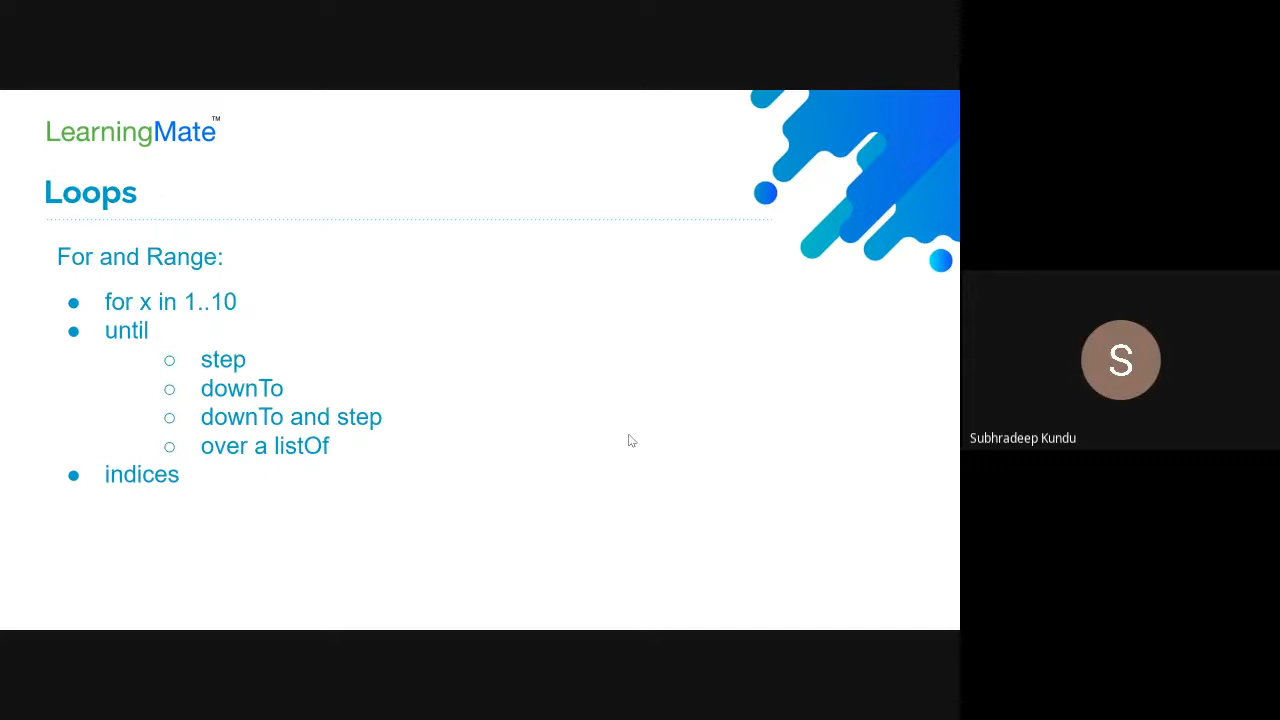 LearningMate™
Loops
For and Range:
● for x in 1..10
● until
○ step
○ downTo
○ downTo and step
○ over a listOf
● indices
S
Subhradeep Kundu